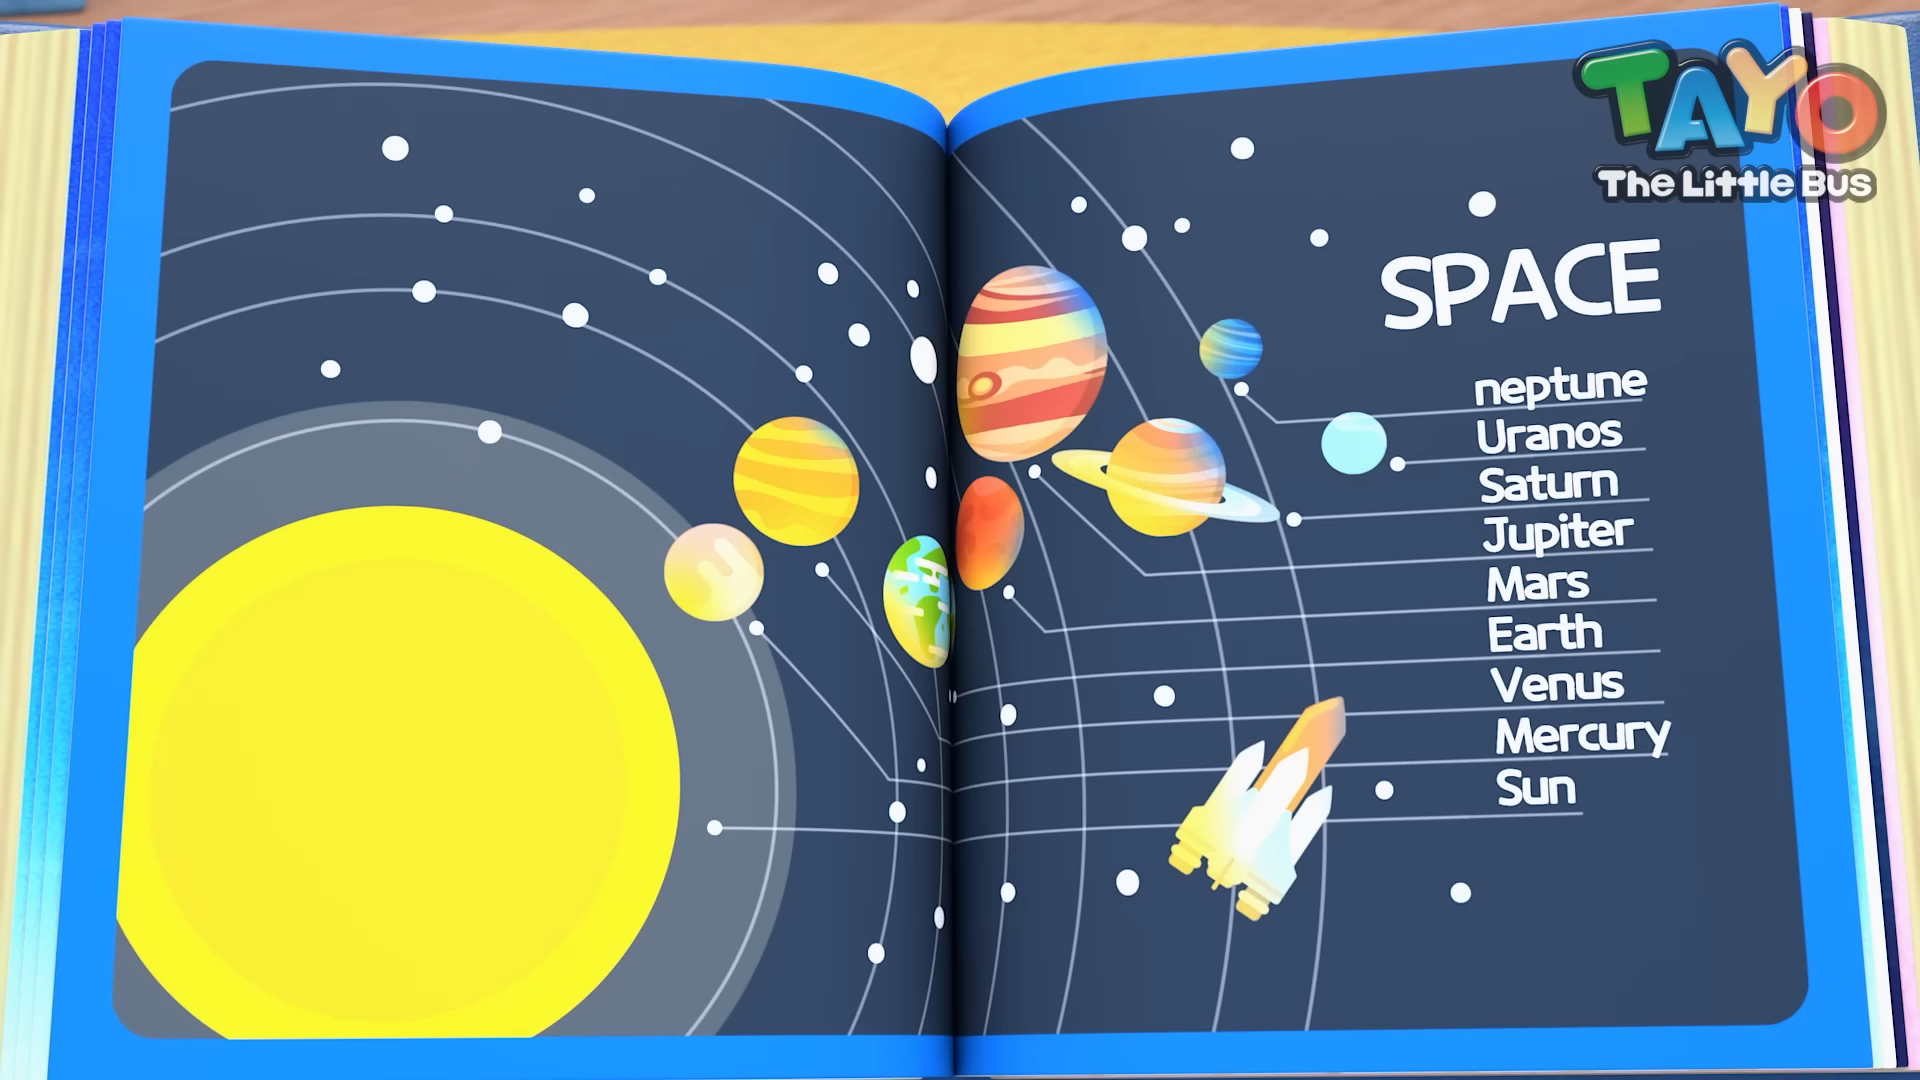 TAYO
The Little Bus
SPACE
neptune
Uranos
Saturn
Jupiter
Mars
Earth
Venus
Mercury
Sun